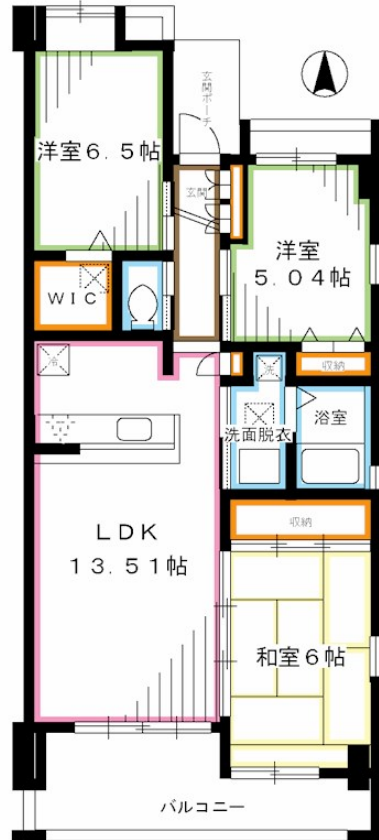 玄関ポーチ
洋室6.5帖
玄関
洋室
5.04帖
WIC
冷
洗
収納
洗面脱衣
浴室
収納
LDK
13.51帖
和室6帖
バルコニー